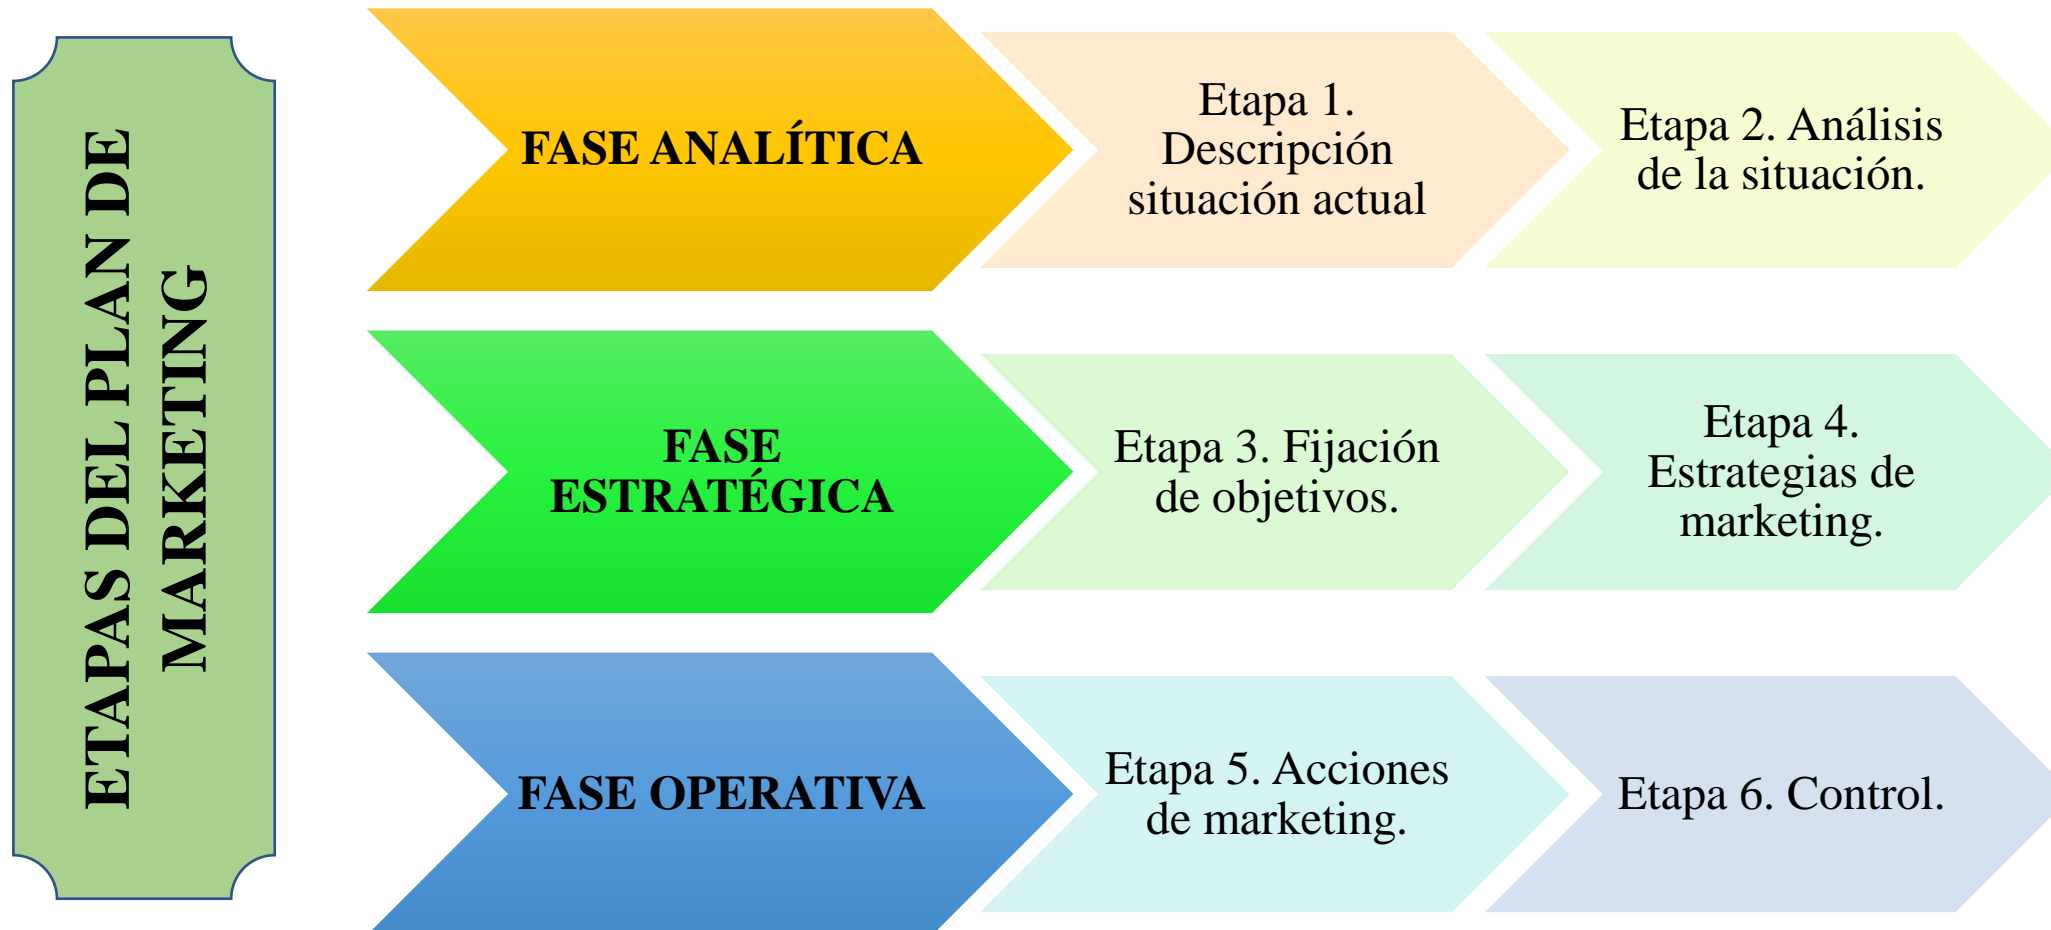 ETAPAS DEL PLAN DE
MARKETING
FASE ANALÍTICA
Etapa 1.
Descripción
situación actual
Etapa 2. Análisis
de la situación.
FASE
ESTRATÉGICA
Etapa 3. Fijación
de objetivos.
Etapa 4.
Estrategias de
marketing.
FASE OPERATIVA
Etapa 5. Acciones
de marketing.
Etapa 6. Control.